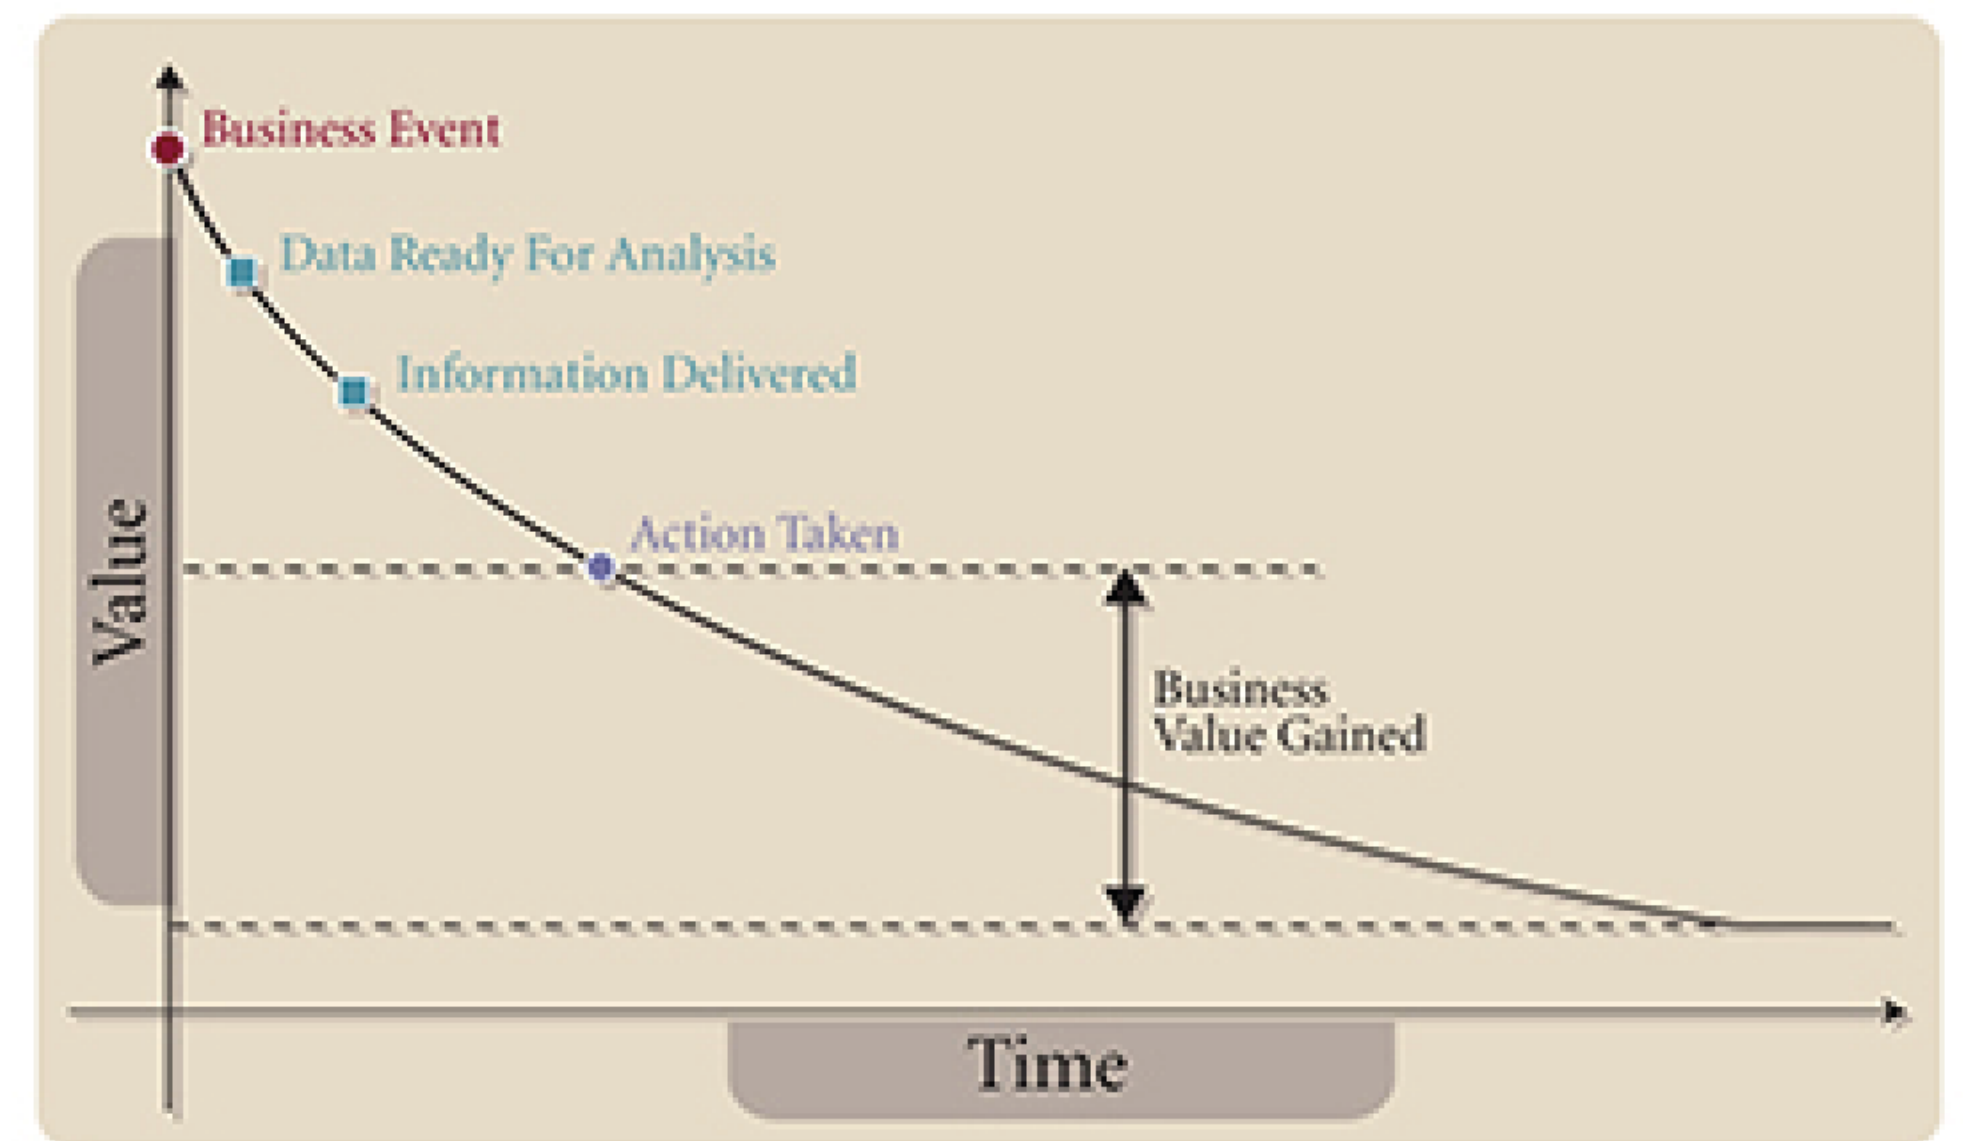 Business Event
Data Ready For Analysis
Information Delivered
Action Taken
Value
Business
Value Gained
Time